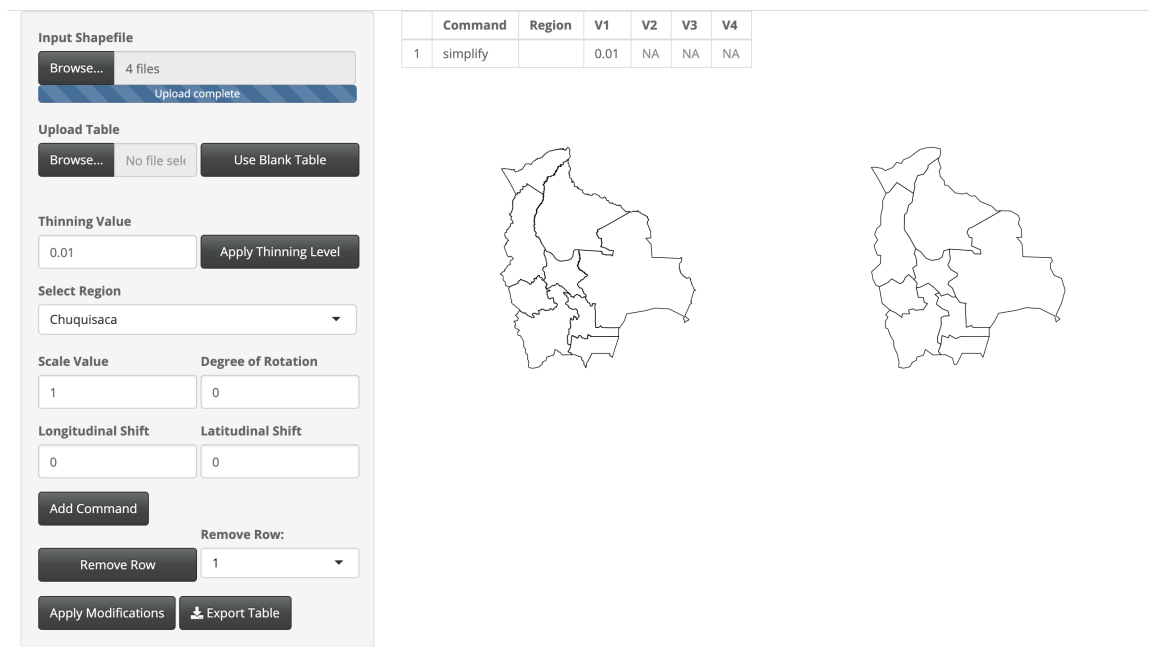 Input Shapefile
Browse... 4 files
Upload complete
Upload Table
Browse... No file sele Use Blank Table
Thinning Value
0.01 Apply Thinning Level
Select Region
Chuquisaca
Scale Value Degree of Rotation
1 0
Longitudinal Shift Latitudinal Shift
0 0
Add Command
Remove Row:
Remove Row 1
Apply Modifications Export Table
Command Region V1 V2 V3 V4
1 simplify 0.01 NA NA NA